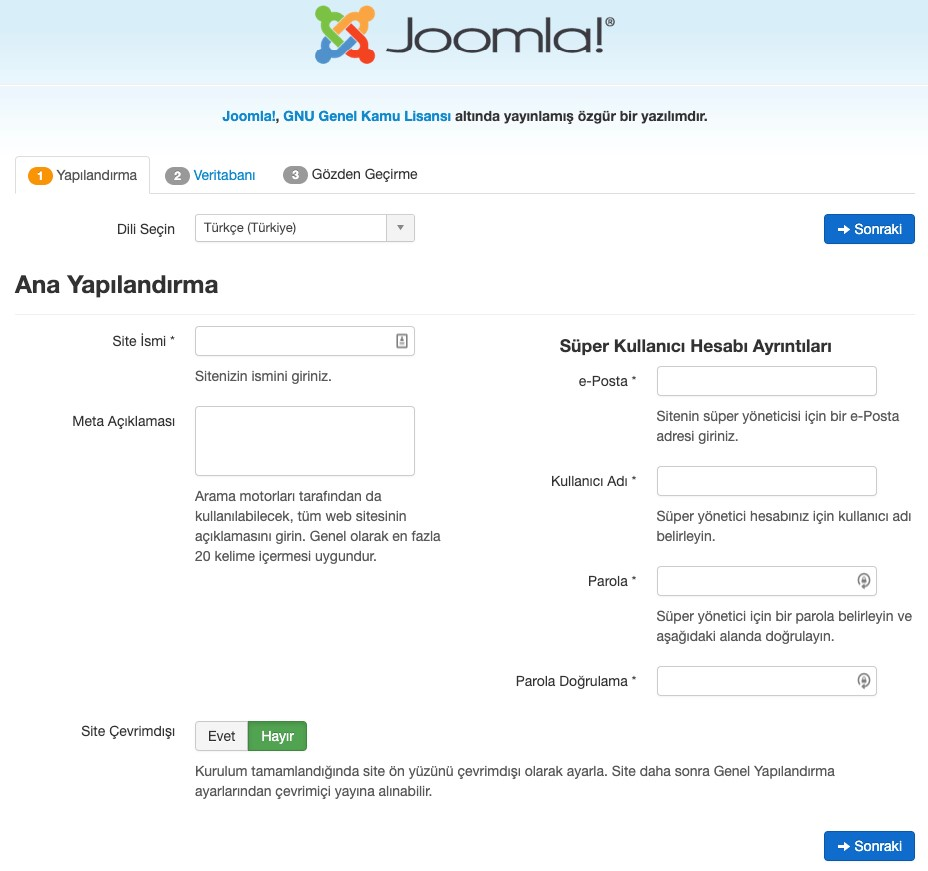 Joomla!®
Joomla!, GNU Genel Kamu Lisansı altında yayınlamış özgür bir yazılımdır.
1 Yapılandırma
2 Veritabanı
3 Gözden Geçirme
Dili Seçin
Türkçe (Türkiye)
Sonraki
Ana Yapılandırma
Site İsmi *
Sitenizin ismini giriniz.
Meta Açıklaması
Arama motorları tarafından da
kullanılabilecek, tüm web sitesinin
açıklamasını girin. Genel olarak en fazla
20 kelime içermesi uygundur.
Süper Kullanıcı Hesabı Ayrıntıları
e-Posta *
Sitenin süper yöneticisi için bir e-Posta
adresi giriniz.
Kullanıcı Adı *
Süper yönetici hesabınız için kullanıcı adı
belirleyin.
Parola *
Süper yönetici için bir parola belirleyin ve
aşağıdaki alanda doğrulayın.
Parola Doğrulama *
Site Çevrimdışı
Evet
Hayır
Kurulum tamamlandığında site ön yüzünü çevrimdışı olarak ayarla. Site daha sonra Genel Yapılandırma
ayarlarından çevrimiçi yayına alınabilir.
Sonraki